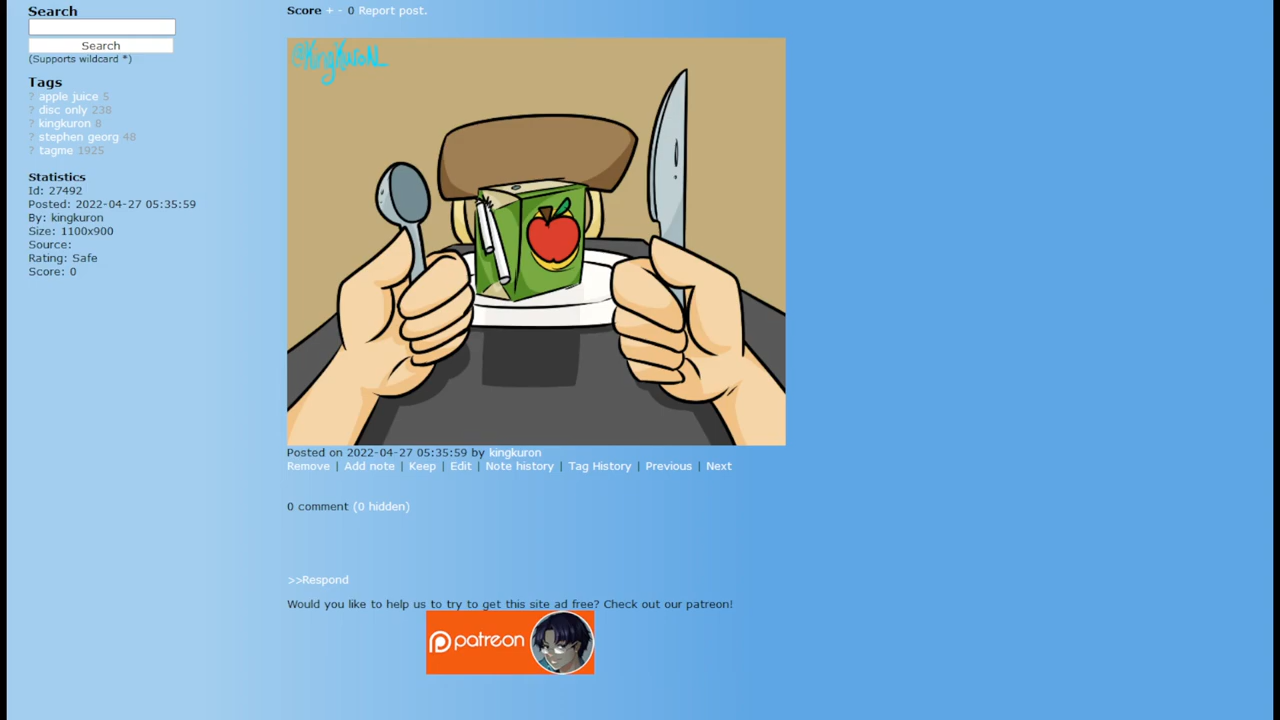 Search
Search
(Supports wildcard *)
Tags
? apple juice 5
? disc only 238
? kingkuron 8
? stephen georg 48
? tagme 1925
Statistics
Id: 27492
Posted: 2022-04-27 05:35:59
By: kingkuron
Size: 1100x900
Source:
Rating: Safe
Score: 0
Score + - 0 Report post.
@KingKuroN_
Posted on 2022-04-27 05:35:59 by kingkuron
Remove | Add note | Keep | Edit | Note history | Tag History | Previous | Next
0 comment (0 hidden)
>>Respond
Would you like to help us to try to get this site ad free? Check out our patreon!
patreon